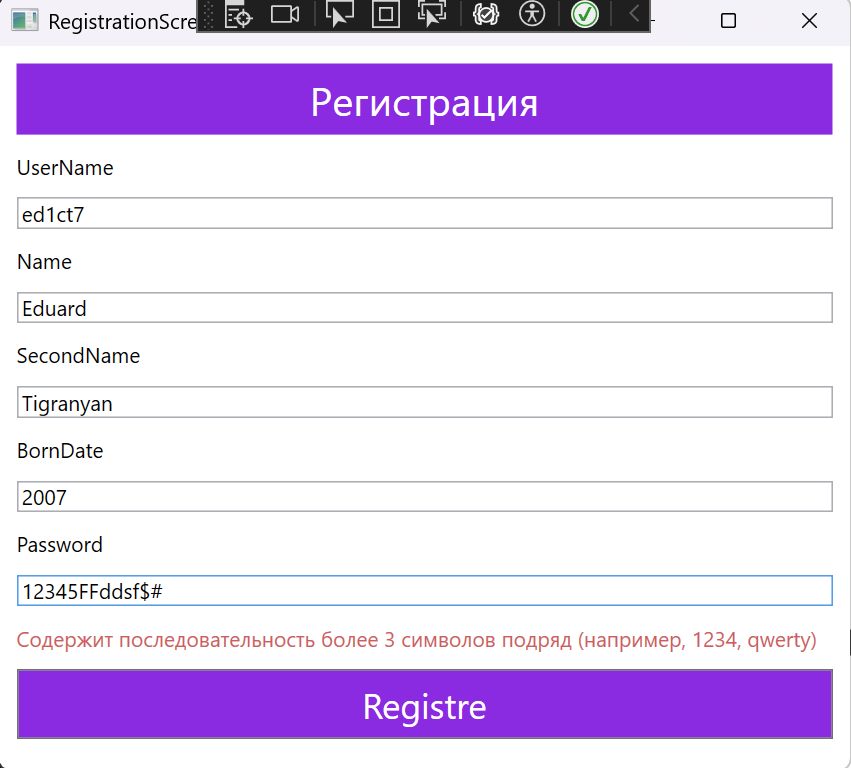 RegistrationScre
Регистрация
UserName
ed1ct7
Name
Eduard
SecondName
Tigranyan
BornDate
2007
Password
12345FFddsf$#
Содержит последовательность более 3 символов подряд (например, 1234, qwerty)
Registre